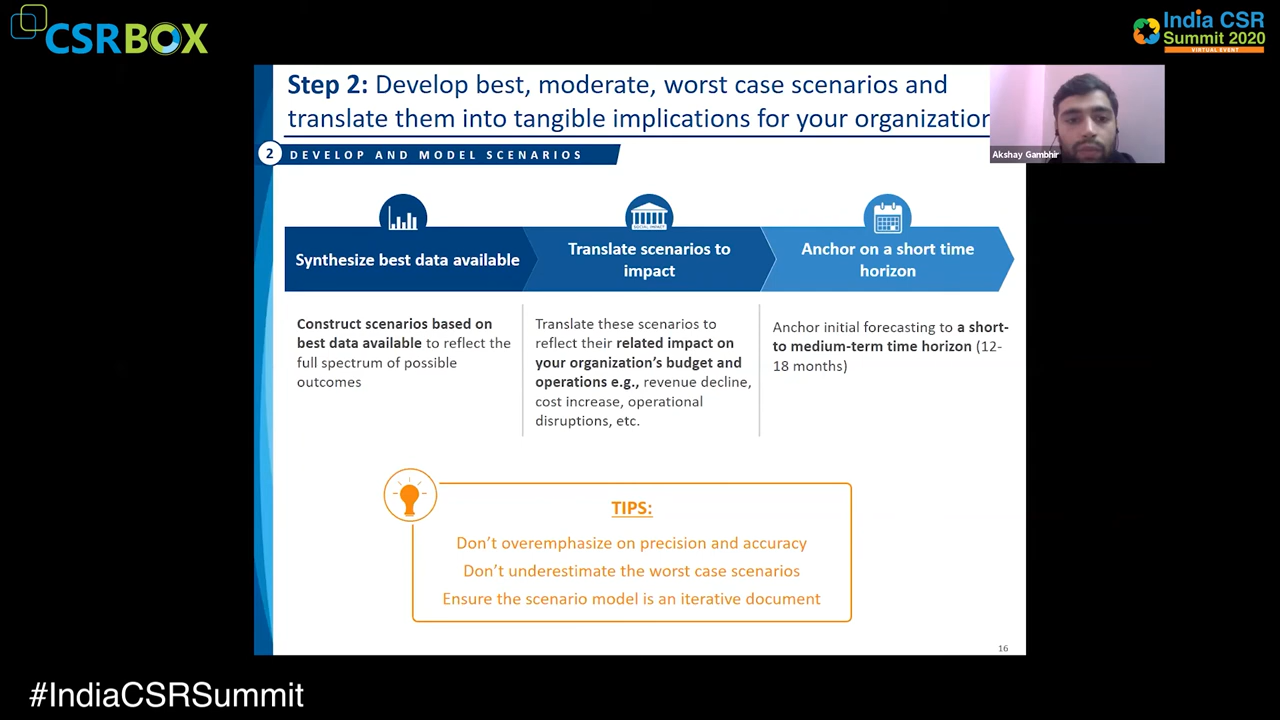 CSRBOX
India CSR
Summit 2020
VIRTUAL EVENT
Step 2: Develop best, moderate, worst case scenarios and
translate them into tangible implications for your organization
Akshay Gambhir
2 DEVELOP AND MODEL SCENARIOS
SOCIAL IMPACT
Synthesize best data available
Translate scenarios to
impact
Anchor on a short time
horizon
Construct scenarios based on
best data available to reflect the
full spectrum of possible
outcomes
Translate these scenarios to
reflect their related impact on
your organization's budget and
operations e.g., revenue decline,
cost increase, operational
disruptions, etc.
Anchor initial forecasting to a short-
to medium-term time horizon (12-
18 months)
TIPS:
Don't overemphasize on precision and accuracy
Don't underestimate the worst case scenarios
Ensure the scenario model is an iterative document
16
#IndiaCSRSummit